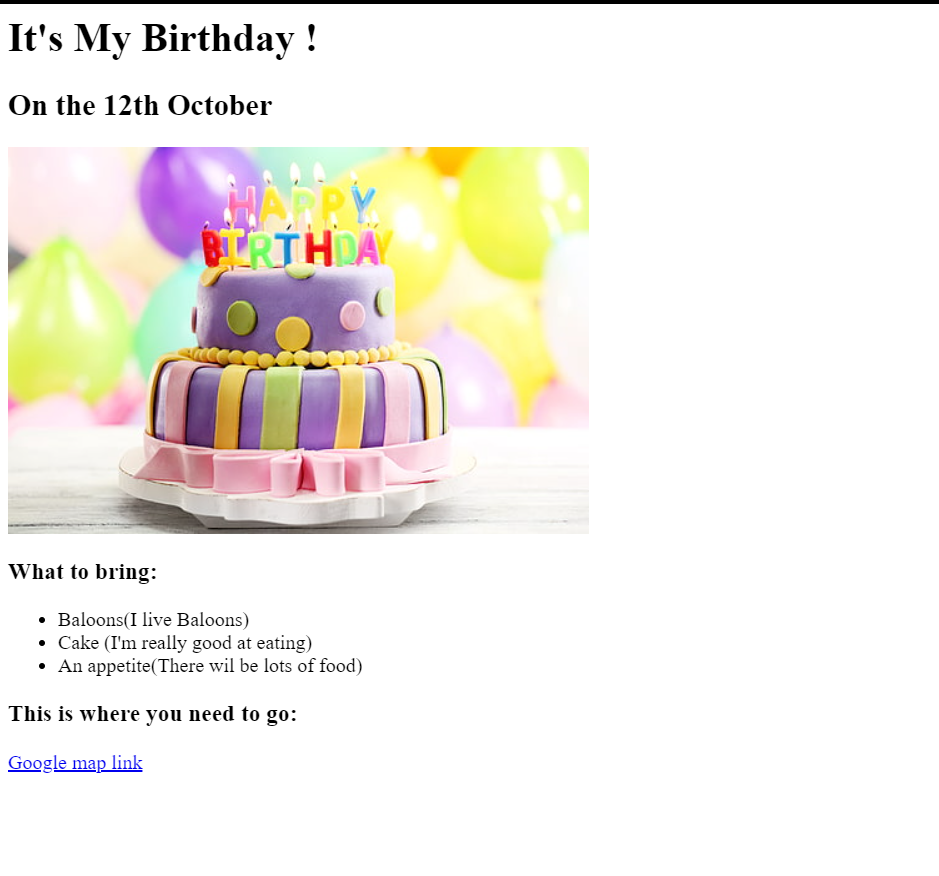 It's My Birthday !
On the 12th October
HAPPY
BIRTHDAY
What to bring:
Baloons(I live Baloons)
Cake (I'm really good at eating)
An appetite(There wil be lots of food)
This is where you need to go:
Google map link